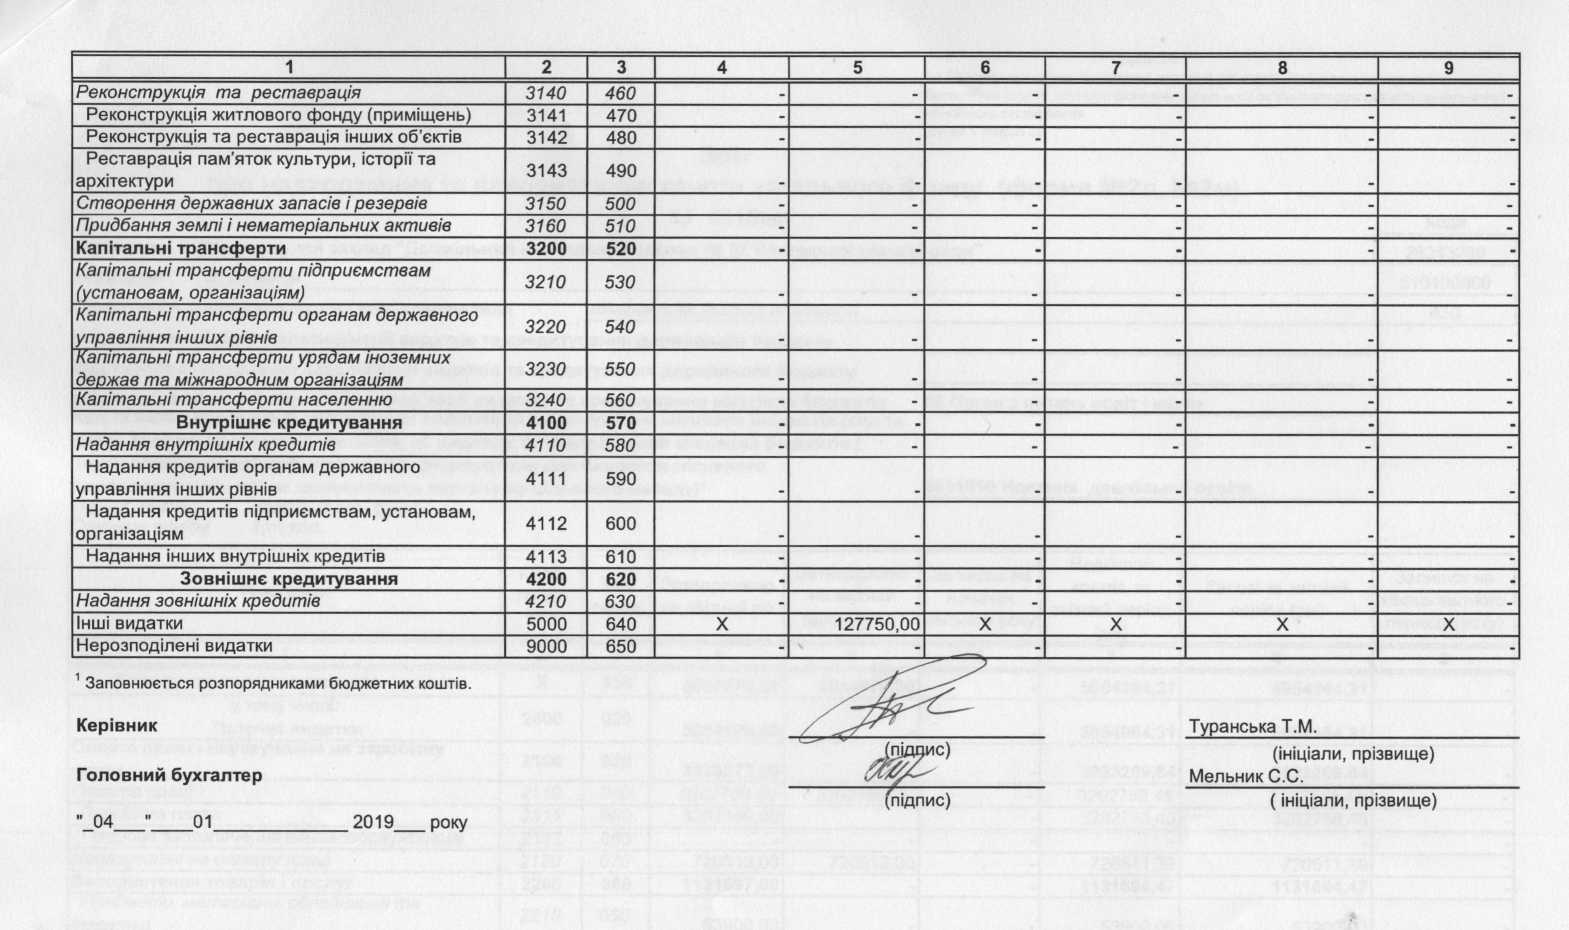 1 2 3 4 5 6 7 8 9
Реконструкція та реставрація 3140 460 - - - - - -
Реконструкція житлового фонду (приміщень) 3141 470 - - - - - -
Реконструкція та реставрація інших об'єктів 3142 480 - - - - - -
Реставрація пам'яток культури, історії та
архітектури 3143 490 - - - - - -
Створення державних запасів і резервів 3150 500 - - - - - -
Придбання землі і нематеріальних активів 3160 510 - - - - - -
Капітальні трансферти 3200 520 - - - - - -
Капітальні трансферти підприємствам
(установам, організаціям) 3210 530 - - - - - -
Капітальні трансферти органам державного
управління інших рівнів 3220 540 - - - - - -
Капітальні трансферти урядам іноземних
держав та міжнародним організаціям 3230 550 - - - - - -
Капітальні трансферти населенню 3240 560 - - - - - -
Внутрішнє кредитування 4100 570 - - - - - -
Надання внутрішніх кредитів 4110 580 - - - - - -
Надання кредитів органам державного
управління інших рівнів 4111 590 - - - - - -
Надання кредитів підприємствам, установам,
організаціям 4112 600 - - - - - -
Надання інших внутрішніх кредитів 4113 610 - - - - - -
Зовнішнє кредитування 4200 620 - - - - - -
Надання зовнішніх кредитів 4210 630 - - - - - -
Інші видатки 5000 640 X 127750,00 X X X X
Нерозподілені видатки 9000 650 - - - - - -
1 Заповнюється розпорядниками бюджетних коштів.
Керівник Туранська Т.М.
(підпис) (ініціали, прізвище)
Головний бухгалтер Мельник С.С.
(підпис) ( ініціали, прізвище)
"_04___"____01_____________ 2019___ року